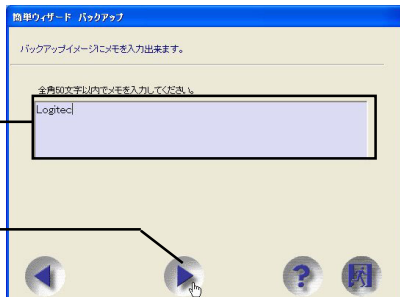 簡単ウィザード バックアップ
バックアップイメージにメモを入力出来ます。
全角50文字以内でメモを入力してください。
Logitec
?